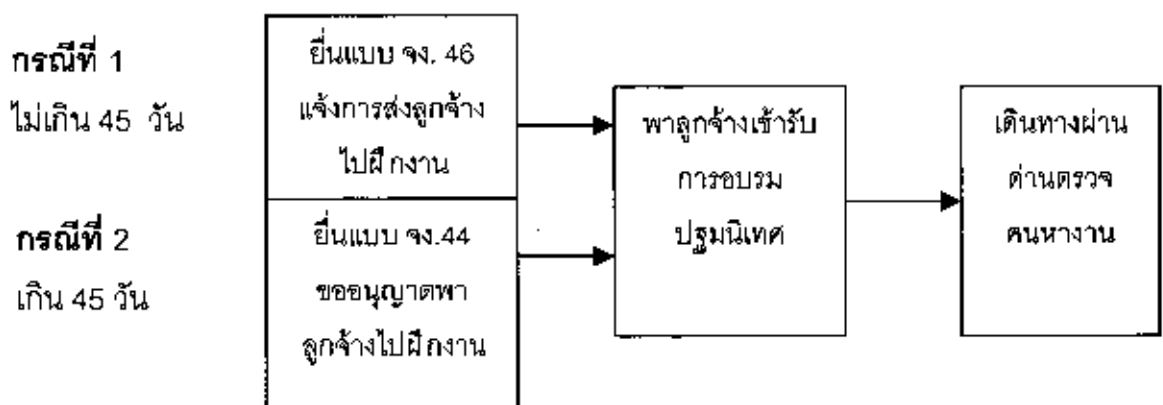 กรณีที่ 1
ไม่เกิน 45 วัน
ยื่นแบบ จง. 46
แจ้งการส่งลูกจ้าง
ไปฝึกงาน
กรณีที่ 2
เกิน 45 วัน
ยื่นแบบ จง.44
ขออนุญาตพา
ลูกจ้างไปฝึกงาน
พาลูกจ้างเข้ารับ
การอบรม
ปฐมนิเทศ
เดินทางผ่าน
ด่านตรวจ
คนหางาน